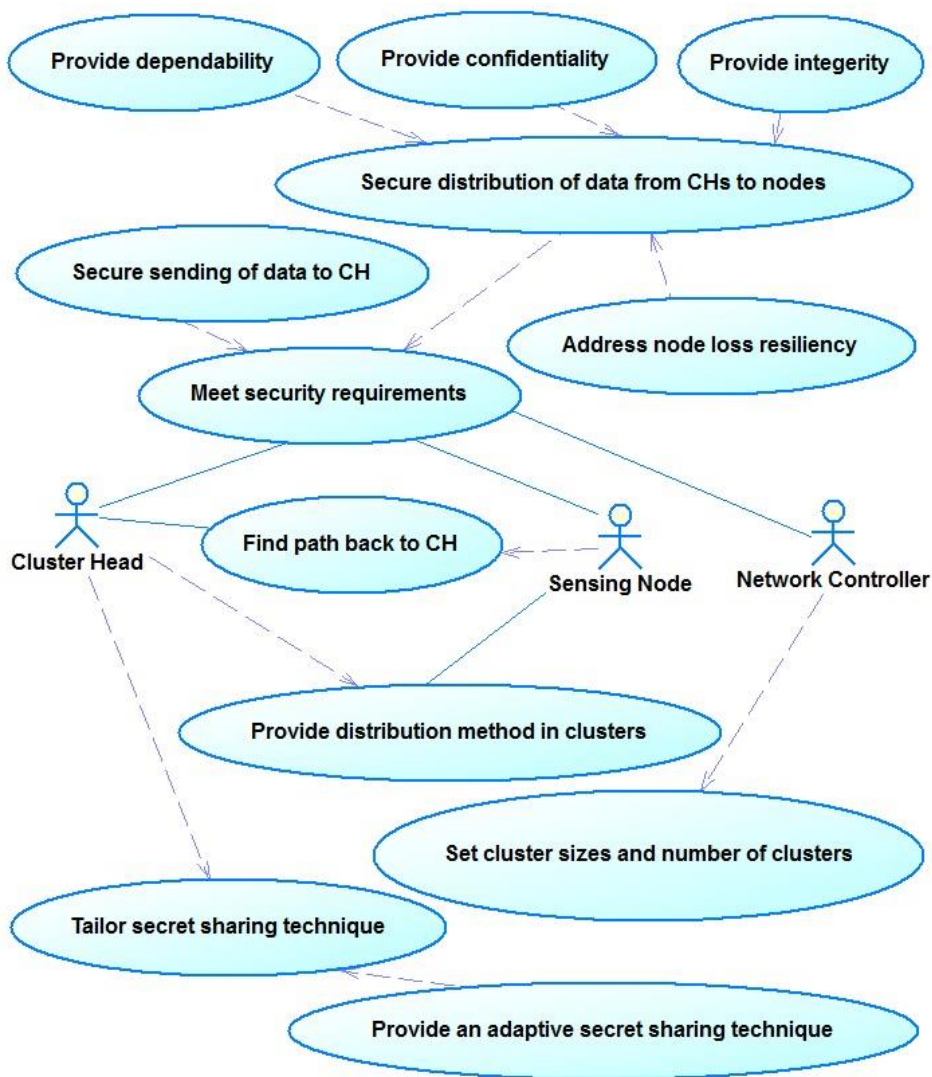 Provide dependability
Provide confidentiality
Provide integerity
Secure distribution of data from CHs to nodes
Secure sending of data to CH
Address node loss resiliency
Meet security requirements
Find path back to CH
Cluster Head
Sensing Node
Network Controller
Provide distribution method in clusters
Set cluster sizes and number of clusters
Tailor secret sharing technique
Provide an adaptive secret sharing technique